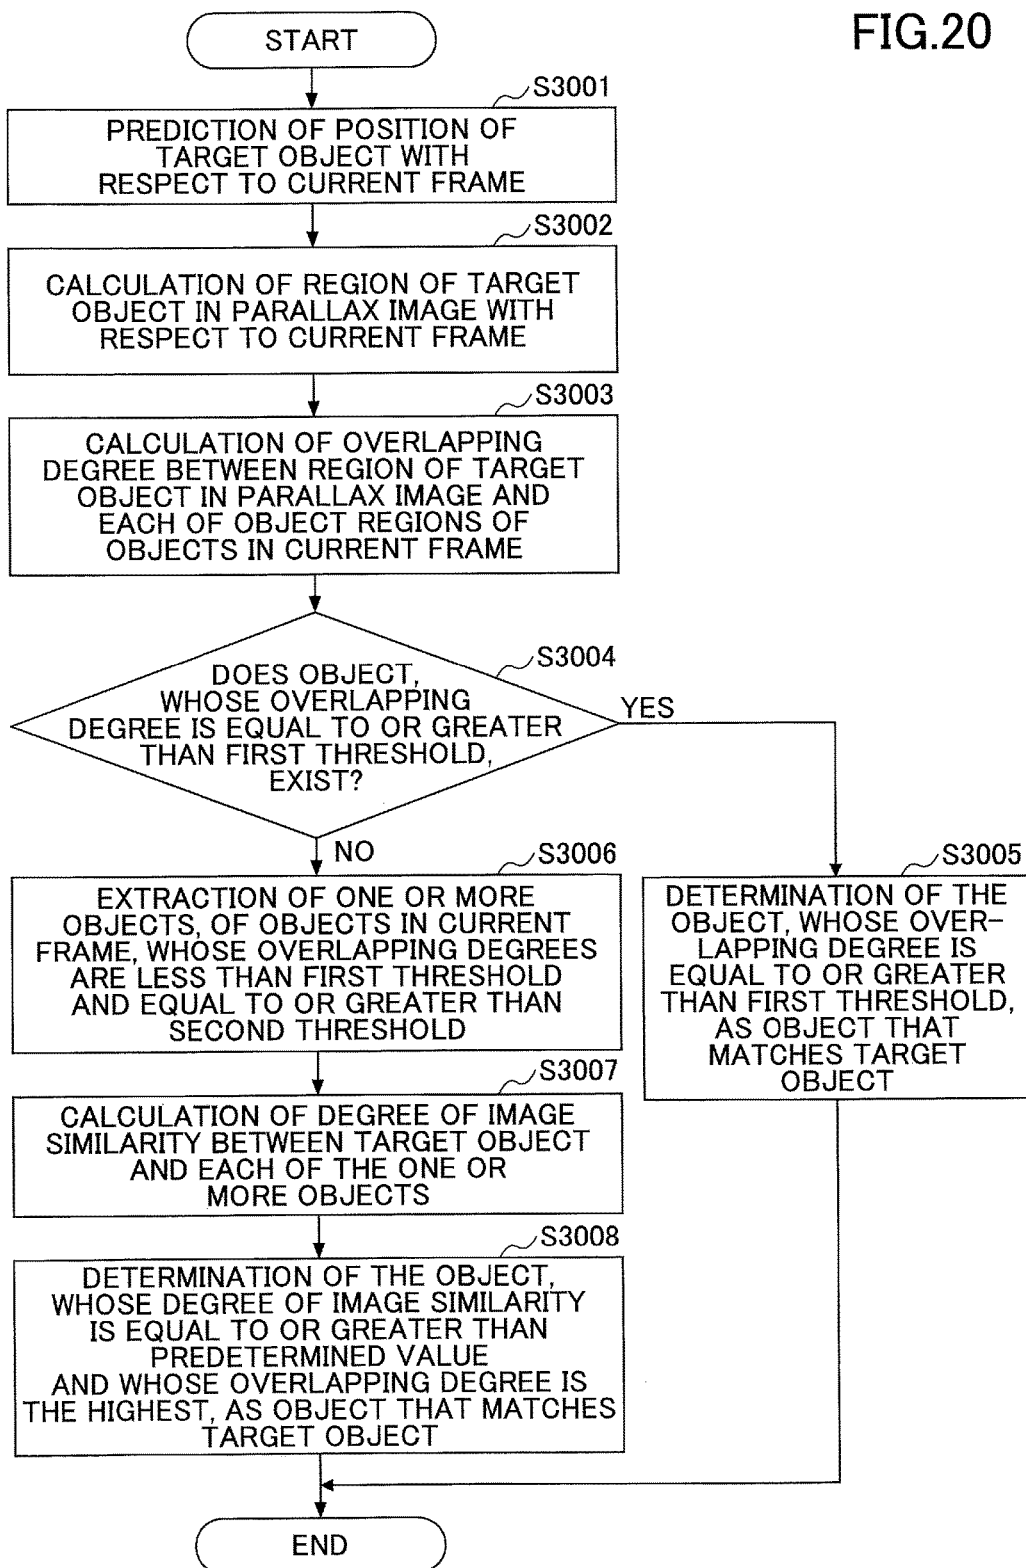 FIG.20
START
S3001
PREDICTION OF POSITION OF
TARGET OBJECT WITH
RESPECT TO CURRENT FRAME
S3002
CALCULATION OF REGION OF TARGET
OBJECT IN PARALLAX IMAGE WITH
RESPECT TO CURRENT FRAME
S3003
CALCULATION OF OVERLAPPING
DEGREE BETWEEN REGION OF TARGET
OBJECT IN PARALLAX IMAGE AND
EACH OF OBJECT REGIONS OF
OBJECTS IN CURRENT FRAME
S3004
DOES OBJECT,
WHOSE OVERLAPPING
DEGREE IS EQUAL TO OR GREATER
THAN FIRST THRESHOLD,
EXIST?
YES
NO
S3005
DETERMINATION OF THE
OBJECT, WHOSE OVER-
LAPPING DEGREE IS
EQUAL TO OR GREATER
THAN FIRST THRESHOLD,
AS OBJECT THAT
MATCHES TARGET
OBJECT
S3006
EXTRACTION OF ONE OR MORE
OBJECTS, OF OBJECTS IN CURRENT
FRAME, WHOSE OVERLAPPING DEGREES
ARE LESS THAN FIRST THRESHOLD
AND EQUAL TO OR GREATER THAN
SECOND THRESHOLD
S3007
CALCULATION OF DEGREE OF IMAGE
SIMILARITY BETWEEN TARGET OBJECT
AND EACH OF THE ONE OR
MORE OBJECTS
S3008
DETERMINATION OF THE OBJECT,
WHOSE DEGREE OF IMAGE SIMILARITY
IS EQUAL TO OR GREATER THAN
PREDETERMINED VALUE
AND WHOSE OVERLAPPING DEGREE IS
THE HIGHEST, AS OBJECT THAT MATCHES
TARGET OBJECT
END